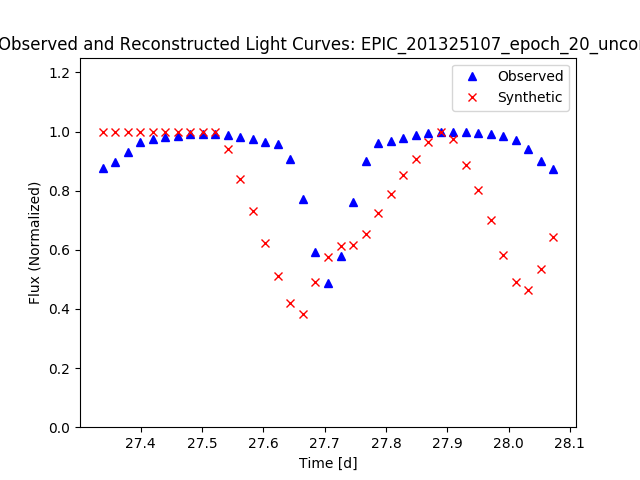 Observed and Reconstructed Light Curves: EPIC_201325107_epoch_20_uncon
Observed
Synthetic
Flux (Normalized)
1.2
1.0
0.8
0.6
0.4
0.2
0.0
27.4 27.5 27.6 27.7 27.8 27.9 28.0 28.1
Time [d]